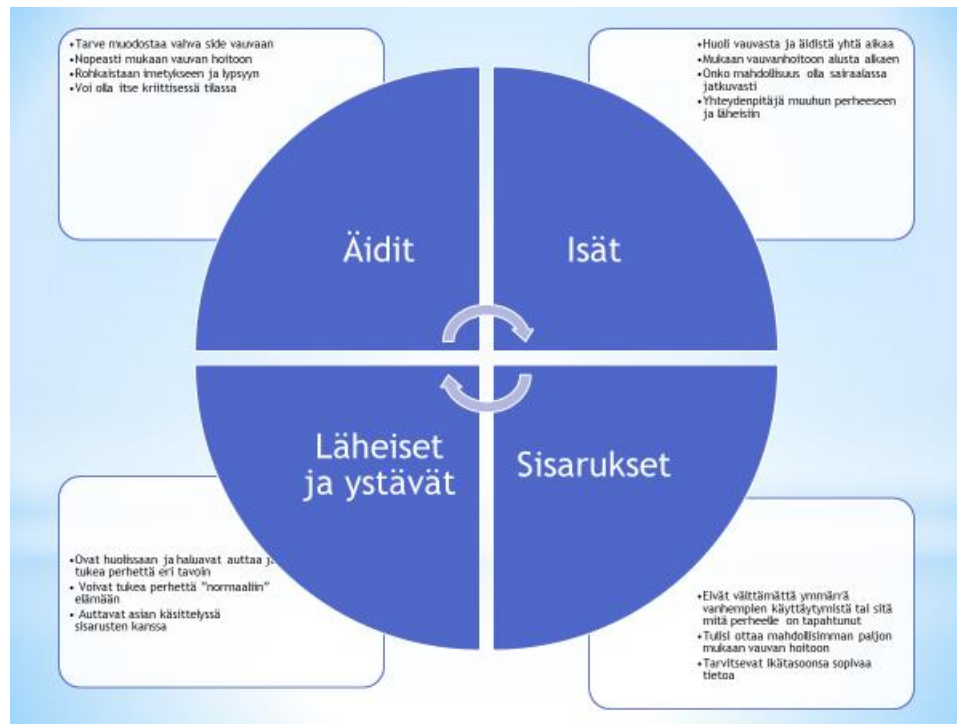 •Tarve muodostaa vahva side vauvaan
•Nopeasti mukaan vauvan hoitoon
•Rohkaistaan imetykseen ja lypsyyn
•Voi olla itse kriittisessä tilassa
•Huoli vauvasta ja äidistä yhtä aikaa
•Mukaan vauvanhoitoon alusta alkaen
•Onko mahdollisuus olla sairaalassa
jatkuvasti
•Yhteydenpitäjä muuhun perheeseen
ja läheisiin
Äidit
Isät
Läheiset
ja ystävät
Sisarukset
•Ovat huolissaan ja haluavat auttaa ja
tukea perhettä eri tavoin
• Voivat tukea perhettä ”normaaliin”
elämään
• Auttavat asian käsittelyssä
sisarusten kanssa
•Eivät välttämättä ymmärrä
vanhempien käyttäytymistä tai sitä
mitä perheelle on tapahtunut
•Tulisi ottaa mahdollisimman paljon
mukaan vauvan hoitoon
•Tarvitsevat ikätasoonsa sopivaa
tietoa